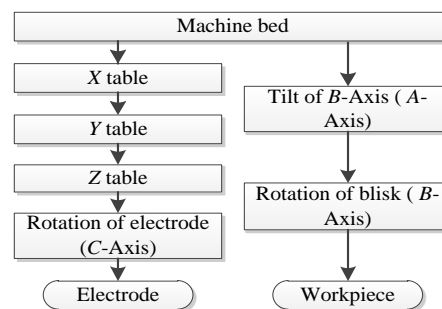 Machine bed
X table
Y table
Z table
Rotation of electrode
(C-Axis)
Electrode
Tilt of B-Axis ( A-
Axis)
Rotation of blisk ( B-
Axis)
Workpiece